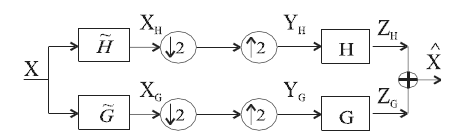 X H̃ X_H ↓2 ↑2 Y_H H Z_H X̂
G̃ X_G ↓2 ↑2 Y_G G Z_G